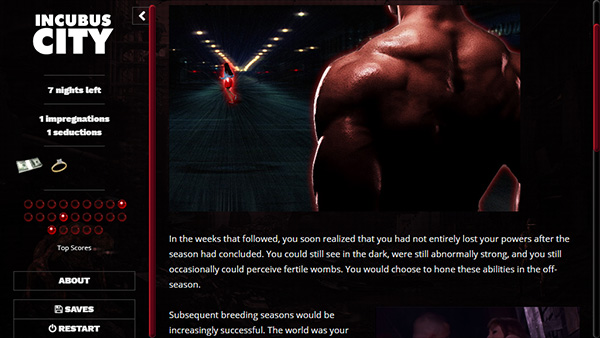 INCUBUS
CITY
7 nights left
1 impregnations
1 seductions
Top Scores
ABOUT
SAVES
RESTART
In the weeks that followed, you soon realized that you had not entirely lost your powers after the
season had concluded. You could still see in the dark, were still abnormally strong, and you still
occasionally could perceive fertile wombs. You would choose to hone these abilities in the off-
season.
Subsequent breeding seasons would be
increasingly successful. The world was your